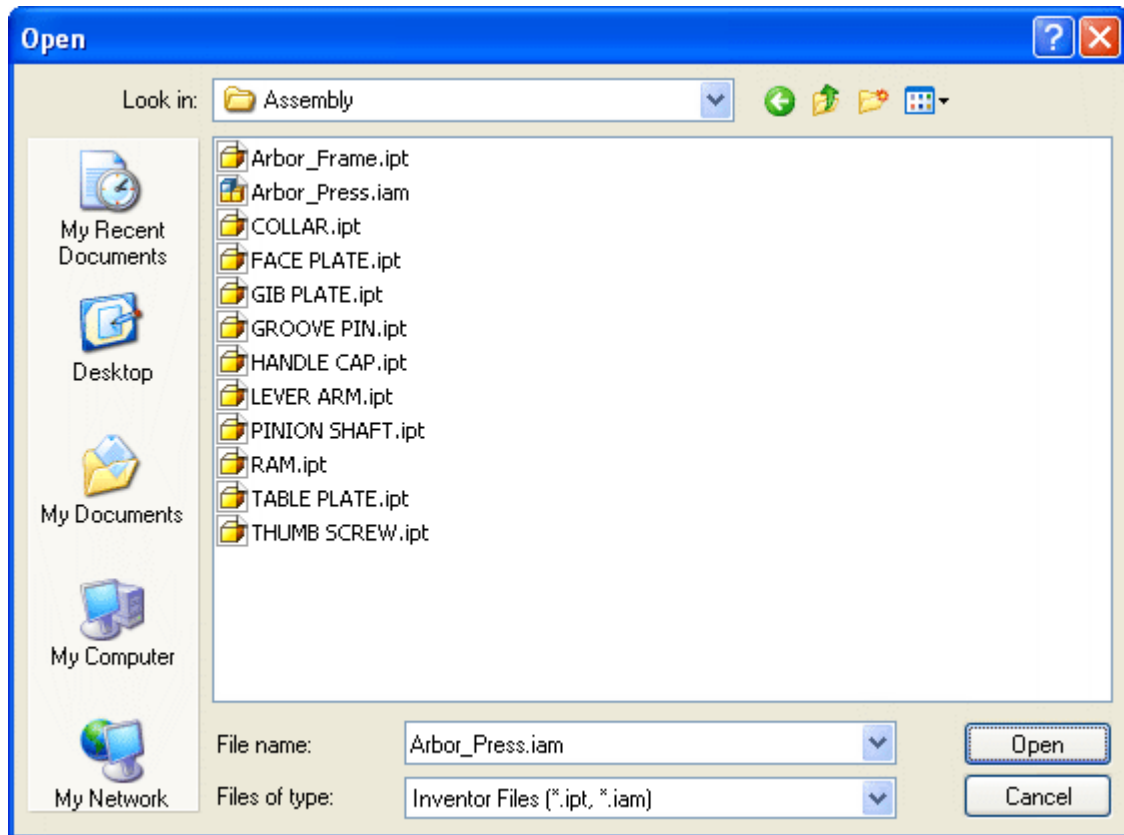 Open
Look in: Assembly
My Recent
Documents
Desktop
My Documents
My Computer
My Network
Arbor_Frame.ipt
Arbor_Press.iam
COLLAR.ipt
FACE PLATE.ipt
GIB PLATE.ipt
GROOVE PIN.ipt
HANDLE CAP.ipt
LEVER ARM.ipt
PINION SHAFT.ipt
RAM.ipt
TABLE PLATE.ipt
THUMB SCREW.ipt
File name: Arbor_Press.iam Open
Files of type: Inventor Files (*.ipt, *.iam) Cancel